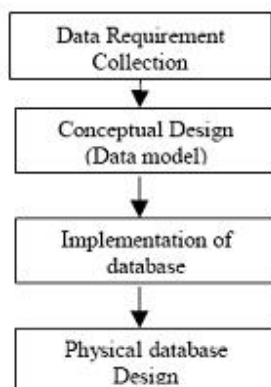 Data Requirement
Collection
Conceptual Design
(Data model)
Implementation of
database
Physical database
Design